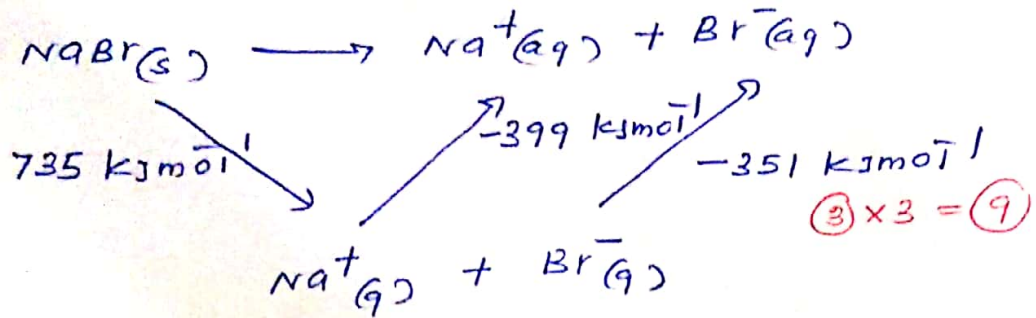 NaBr(s) ⟶ Na⁺(aq) + Br⁻(aq)
735 kJmol⁻¹
-399 kJmol⁻¹
-351 kJmol⁻¹
③ × 3 = ⑨
Na⁺(g) + Br⁻(g)